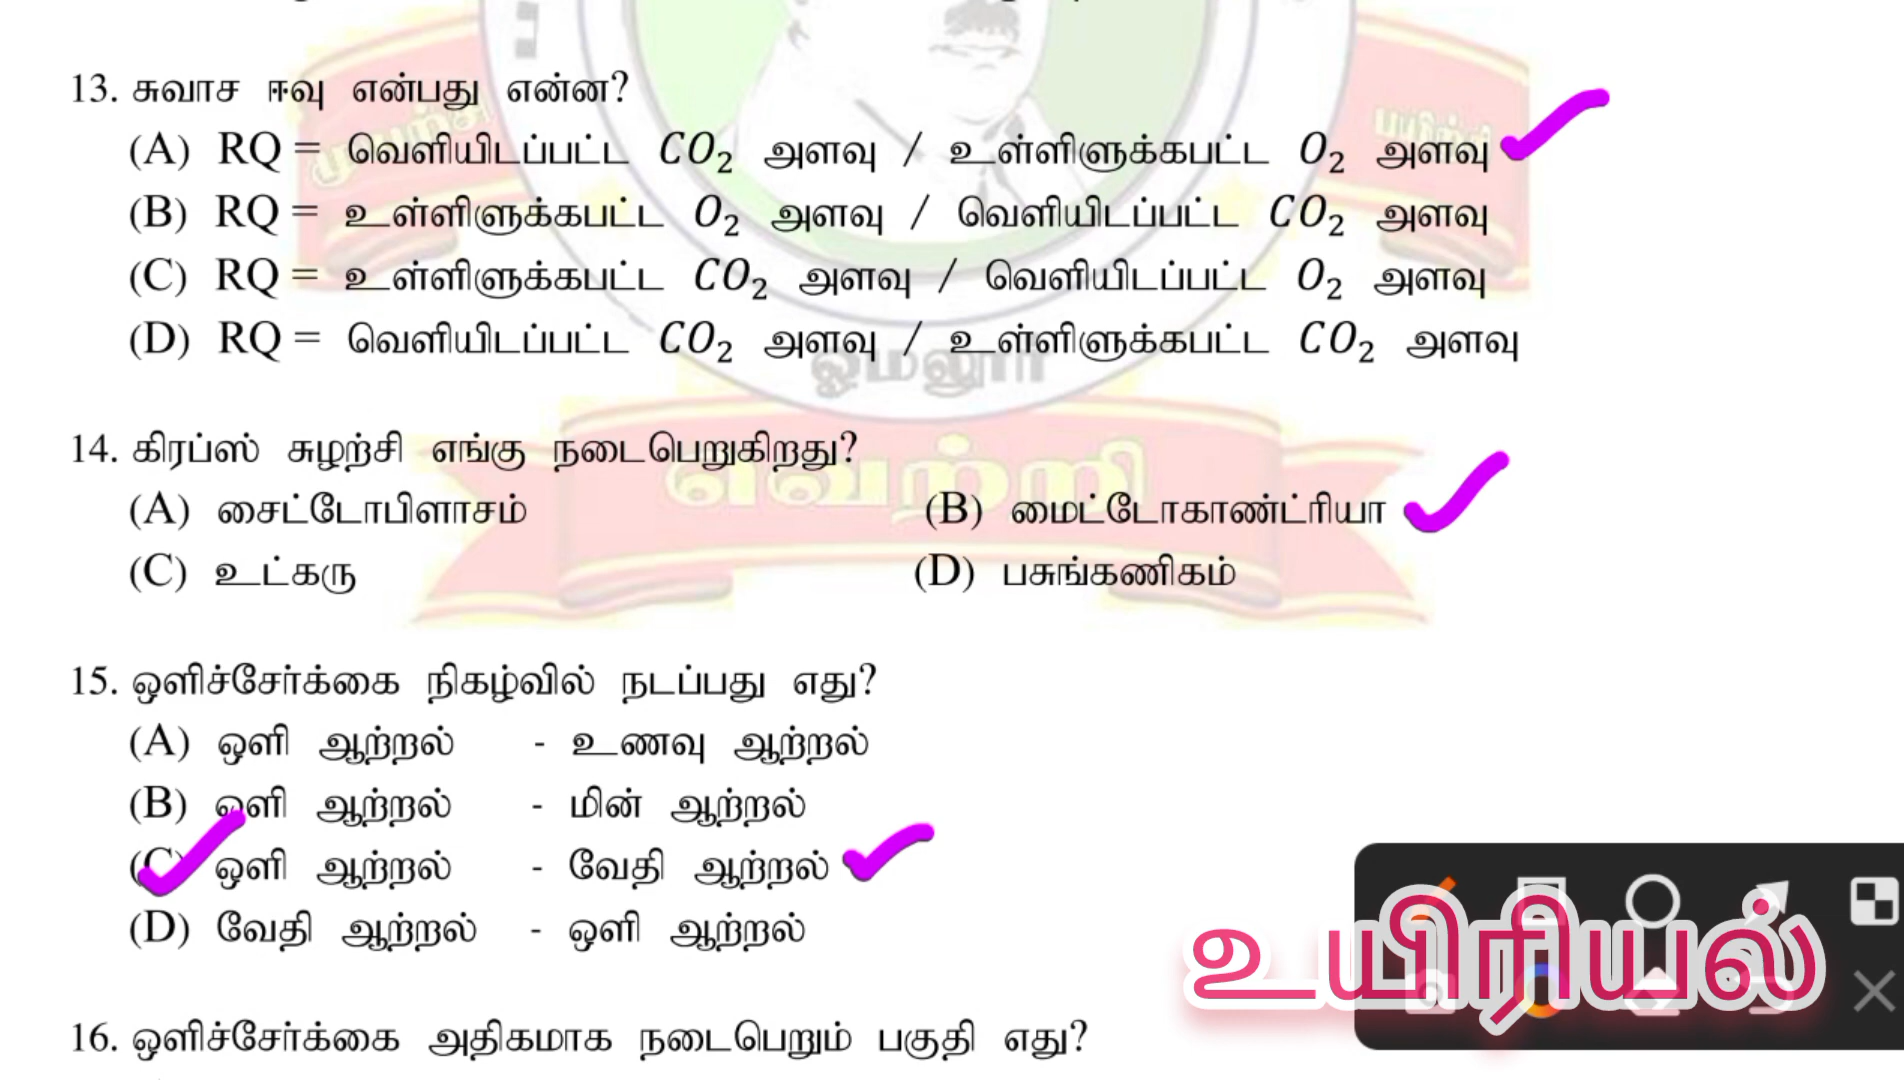 13. சுவாச ஈவு என்பது என்ன?
(A) RQ = வெளியிடப்பட்ட CO₂ அளவு / உள்ளிளுக்கபட்ட O₂ அளவு
(B) RQ = உள்ளிளுக்கபட்ட O₂ அளவு / வெளியிடப்பட்ட CO₂ அளவு
(C) RQ = உள்ளிளுக்கபட்ட CO₂ அளவு / வெளியிடப்பட்ட O₂ அளவு
(D) RQ = வெளியிடப்பட்ட CO₂ அளவு / உள்ளிளுக்கபட்ட CO₂ அளவு
ஓமலூர்
14. கிரப்ஸ் சுழற்சி எங்கு நடைபெறுகிறது?
வெற்றி
(A) சைட்டோபிளாசம் (B) மைட்டோகாண்ட்ரியா
(C) உட்கரு (D) பசுங்கணிகம்
15. ஒளிச்சேர்க்கை நிகழ்வில் நடப்பது எது?
(A) ஒளி ஆற்றல் - உணவு ஆற்றல்
(B) ஒளி ஆற்றல் - மின் ஆற்றல்
(C) ஒளி ஆற்றல் - வேதி ஆற்றல்
(D) வேதி ஆற்றல் - ஒளி ஆற்றல்
உயிரியல்
16. ஒளிச்சேர்க்கை அதிகமாக நடைபெறும் பகுதி எது?